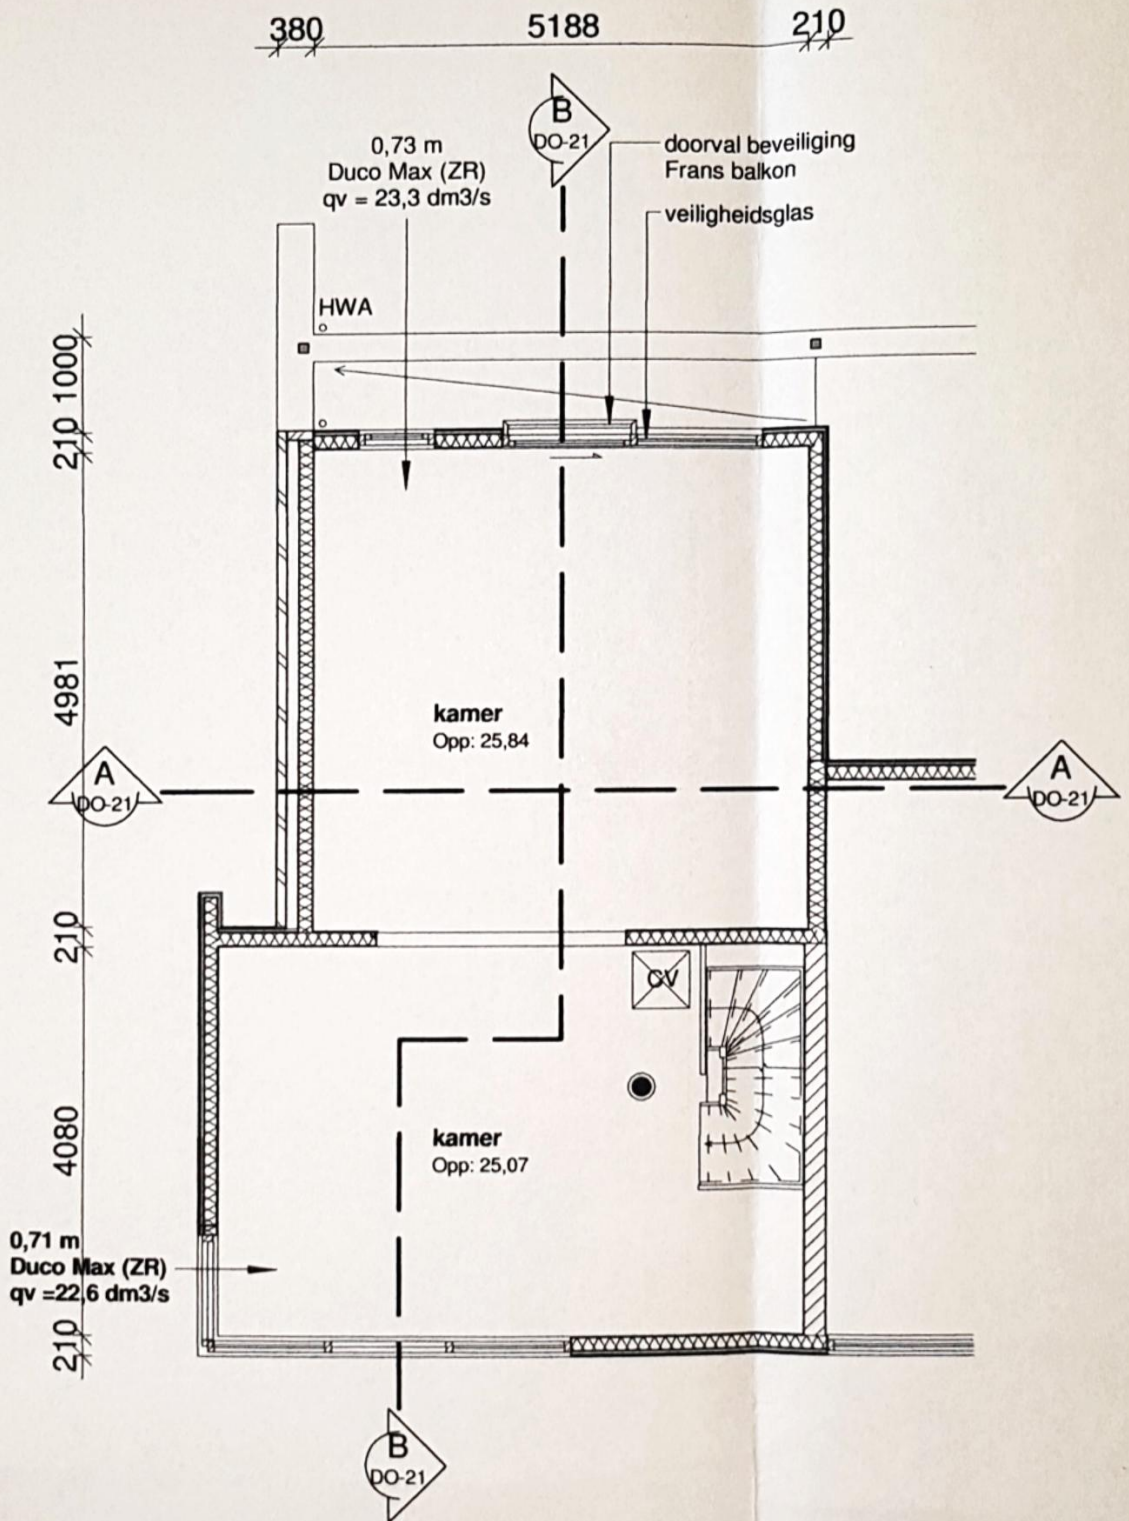 380
5188
210
B
DO-21
0,73 m
Duco Max (ZR)
qv = 23,3 dm3/s
doorval beveiliging
Frans balkon
veiligheidsglas
HWA
1000
210
4981
kamer
Opp: 25,84
A
DO-21
A
DO-21
210
CV
4080
kamer
Opp: 25,07
0,71 m
Duco Max (ZR)
qv =22,6 dm3/s
210
B
DO-21